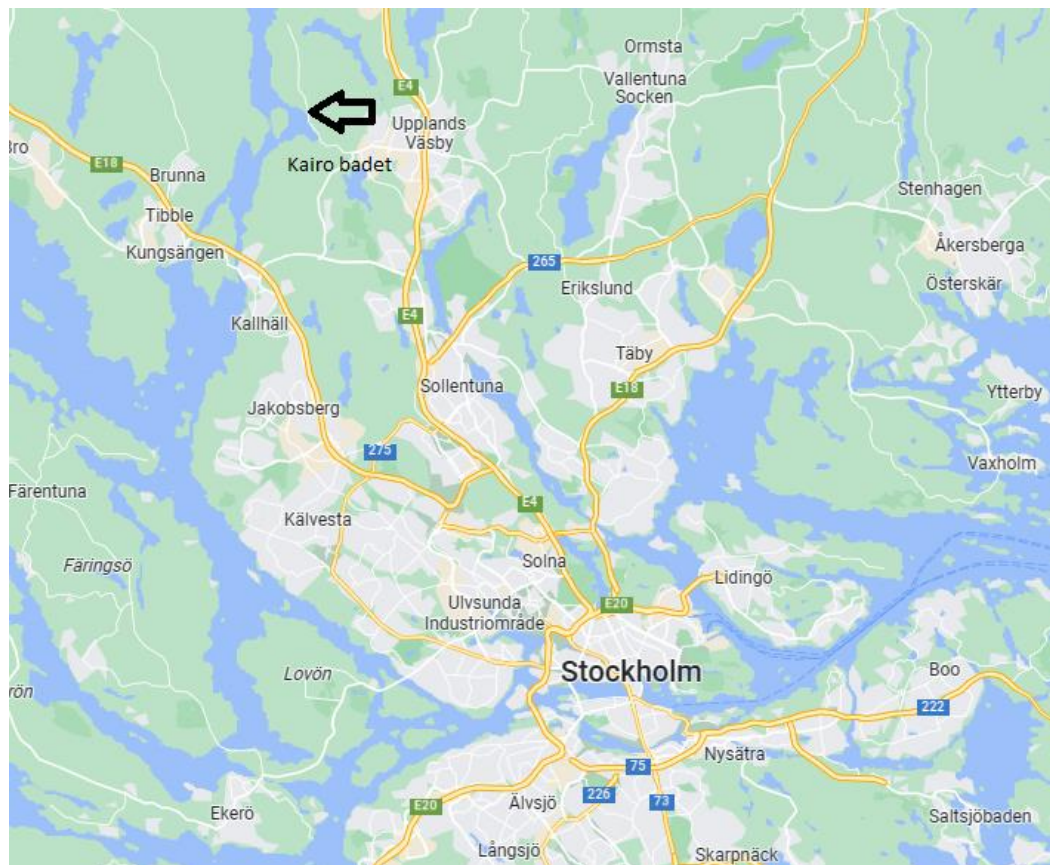 Ormsta
Vallentuna
Socken
E4
Upplands
Väsby
Bro
E18
Kairo badet
Brunna
Stenhagen
Tibble
Kungsängen
Åkersberga
265
Österskär
Erikslund
E4
Kallhäll
Täby
Sollentuna
E18
Ytterby
Jakobsberg
275
Vaxholm
Färentuna
E4
Kälvesta
Solna
Färingsö
Lidingö
Ulvsunda
Industriområde
E20
Lovön
Stockholm
Boo
222
Nysätra
75
226
73
Ekerö
E20
Älvsjö
Saltsjöbaden
Långsjö
Skarpnäck